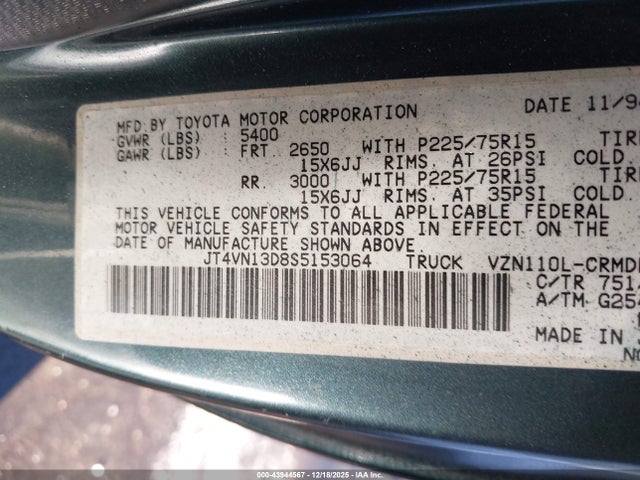 MFD BY TOYOTA MOTOR CORPORATION DATE 11/94
GVWR (LBS) 5400
GAWR (LBS) FRT 2650 WITH P225/75R15 TIR
15X6JJ RIMS. AT 26PSI COLD
RR. 3000 WITH P225/75R15 TIR
15X6JJ RIMS. AT 35PSI COLD
THIS VEHICLE CONFORMS TO ALL APPLICABLE FEDERAL
MOTOR VEHICLE SAFETY STANDARDS IN EFFECT ON THE
DATE OF MANUFACTURE SHOWN ABOVE.
JT4VN13D8S5153064 TRUCK VZN110L-CRMD
C/TR 751
A/TM G25
MADE IN
NO
000-43944567 - 12/18/2025 - IAA Inc.